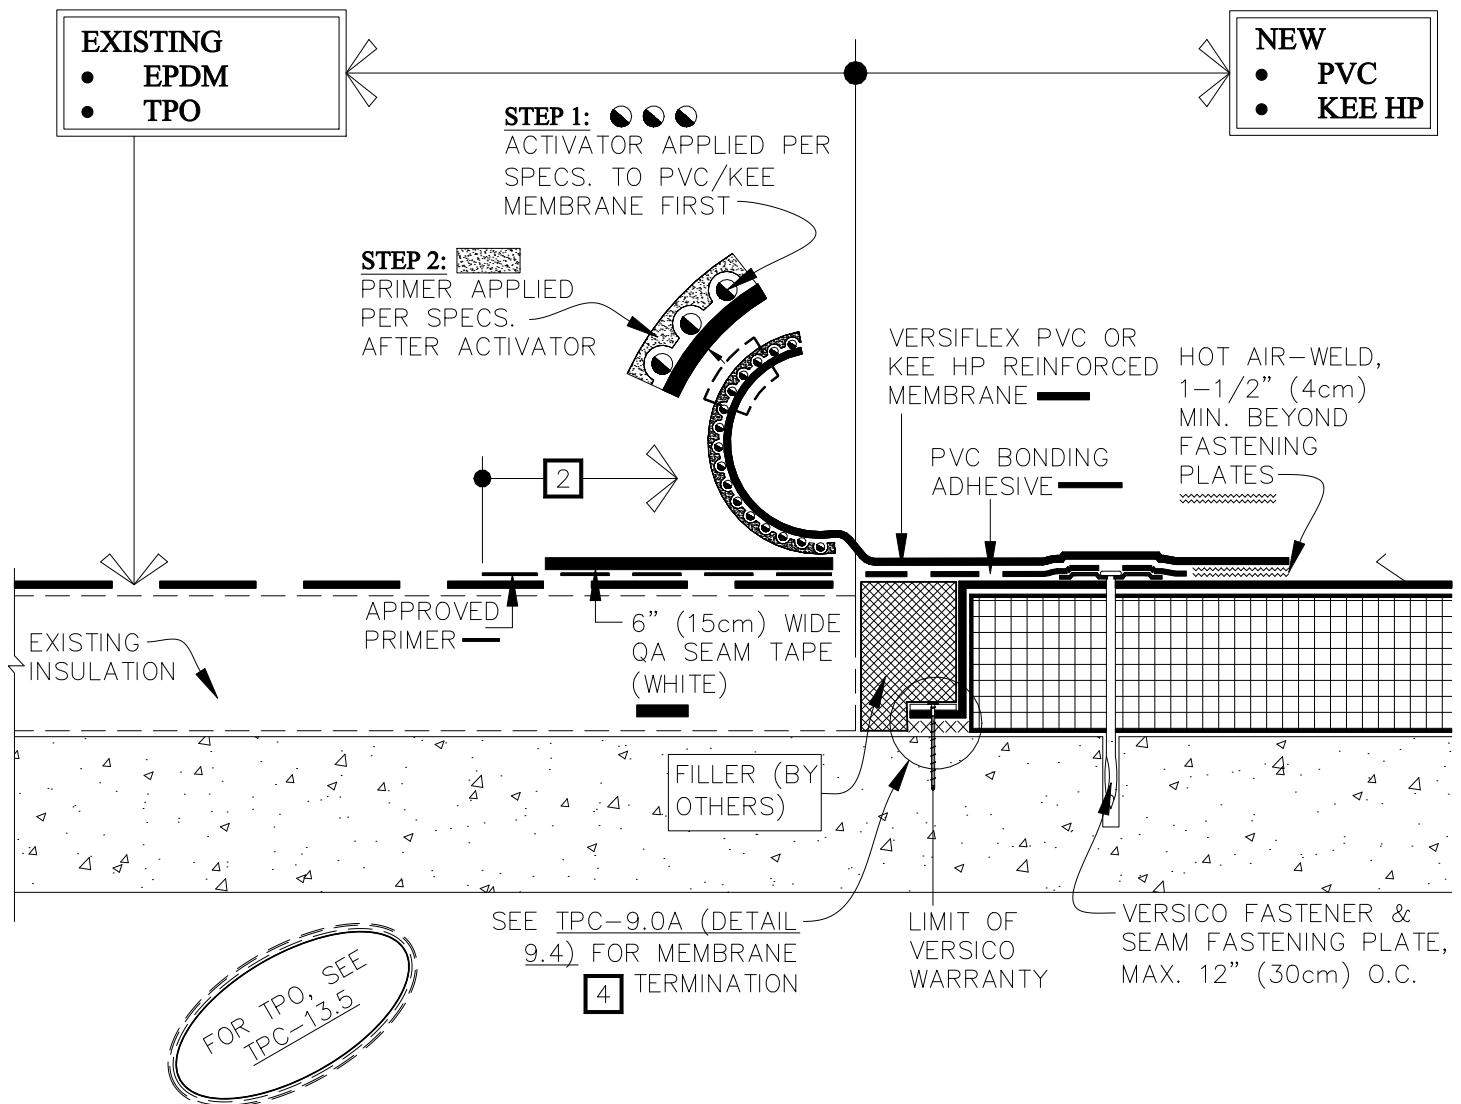 EXISTING
• EPDM
• TPO
NEW
• PVC
• KEE HP
STEP 1:
ACTIVATOR APPLIED PER
SPECS. TO PVC/KEE
MEMBRANE FIRST
STEP 2:
PRIMER APPLIED
PER SPECS.
AFTER ACTIVATOR
VERSIFLEX PVC OR
KEE HP REINFORCED
MEMBRANE
HOT AIR-WELD,
1-1/2" (4cm)
MIN. BEYOND
FASTENING
PLATES
PVC BONDING
ADHESIVE
2
APPROVED
PRIMER
6" (15cm) WIDE
QA SEAM TAPE
(WHITE)
EXISTING
INSULATION
FILLER (BY
OTHERS)
SEE TPC-9.0A (DETAIL
9.4) FOR MEMBRANE
4 TERMINATION
LIMIT OF
VERSICO
WARRANTY
VERSICO FASTENER &
SEAM FASTENING PLATE,
MAX. 12" (30cm) O.C.
FOR TPO, SEE
TPC-13.5